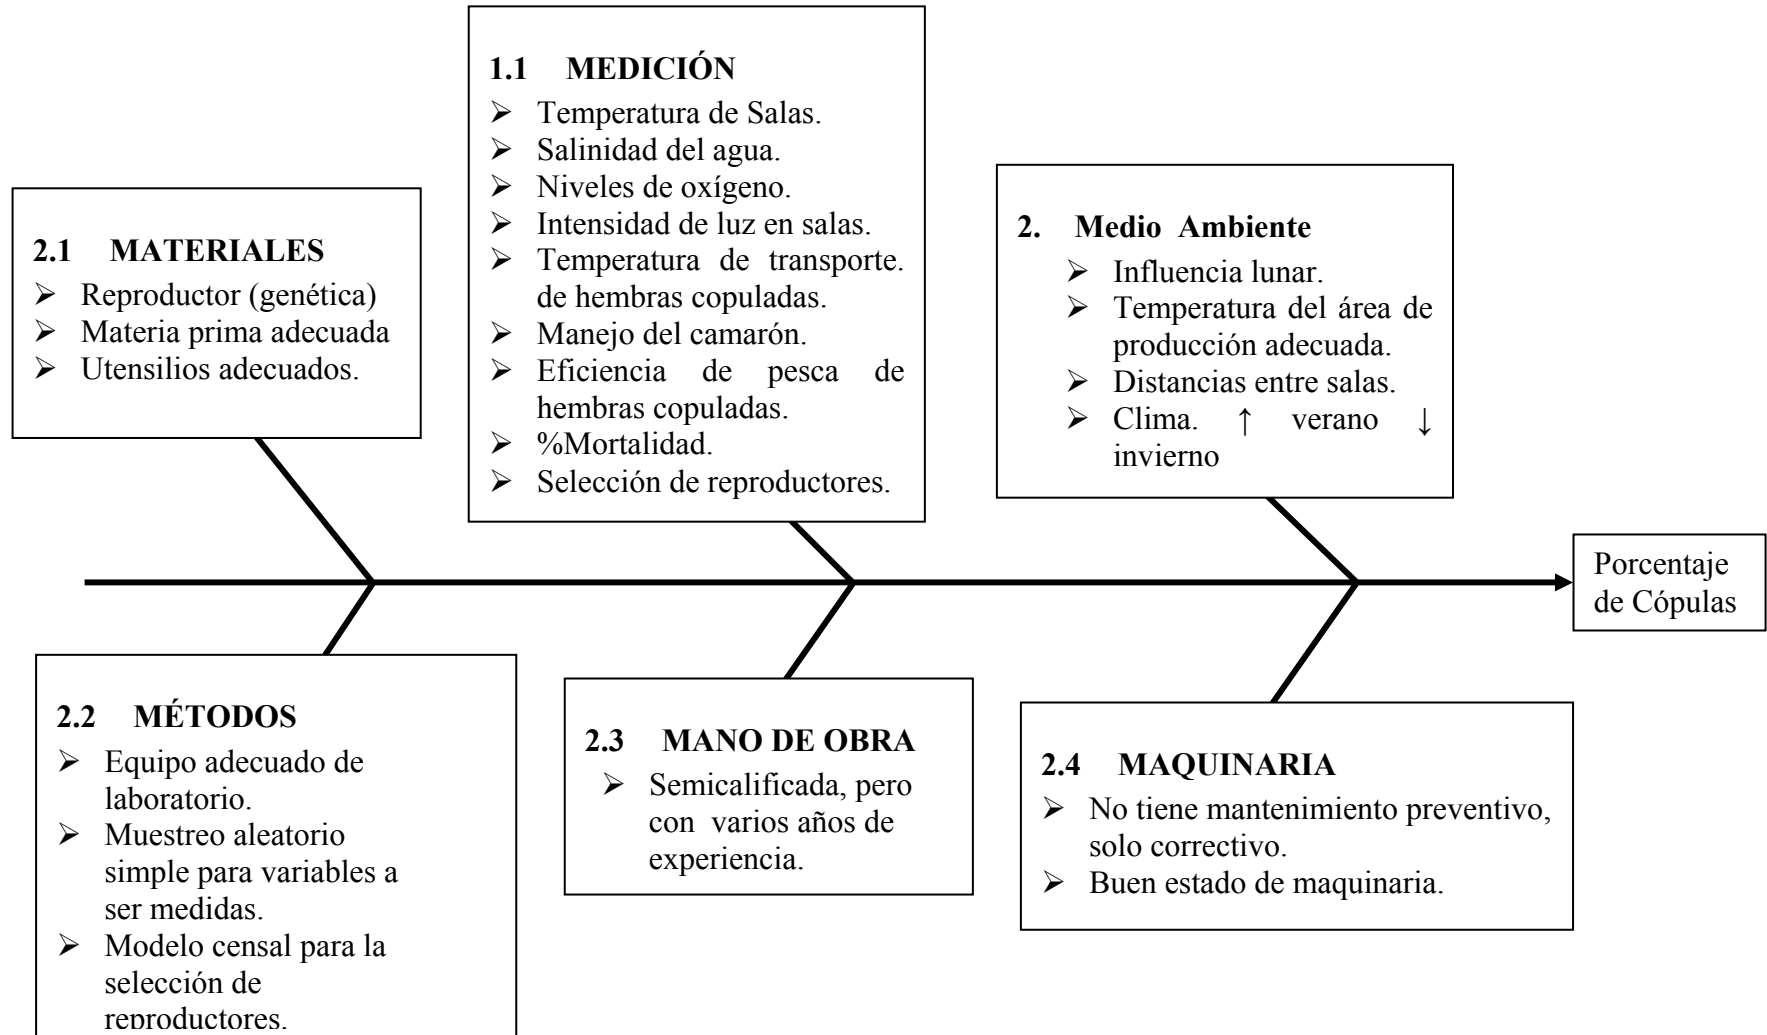 1.1 MEDICIÓN
➢ Temperatura de Salas.
➢ Salinidad del agua.
➢ Niveles de oxígeno.
➢ Intensidad de luz en salas.
➢ Temperatura de transporte.
de hembras copuladas.
➢ Manejo del camarón.
➢ Eficiencia de pesca de
hembras copuladas.
➢ %Mortalidad.
➢ Selección de reproductores.
2. Medio Ambiente
➢ Influencia lunar.
➢ Temperatura del área de
producción adecuada.
➢ Distancias entre salas.
➢ Clima. ↑ verano ↓
invierno
2.1 MATERIALES
➢ Reproductor (genética)
➢ Materia prima adecuada
➢ Utensilios adecuados.
Porcentaje
de Cópulas
2.2 MÉTODOS
➢ Equipo adecuado de
laboratorio.
➢ Muestreo aleatorio
simple para variables a
ser medidas.
➢ Modelo censal para la
selección de
reproductores.
2.3 MANO DE OBRA
➢ Semicalificada, pero
con varios años de
experiencia.
2.4 MAQUINARIA
➢ No tiene mantenimiento preventivo,
solo correctivo.
➢ Buen estado de maquinaria.